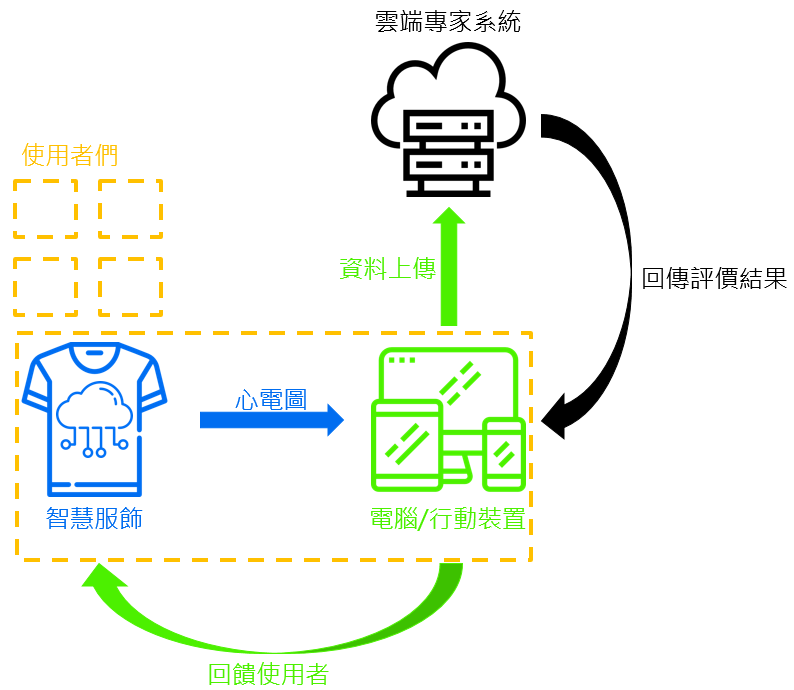 雲端專家系統
使用者們
資料上傳
回傳評價結果
心電圖
智慧服飾
電腦/行動裝置
回饋使用者